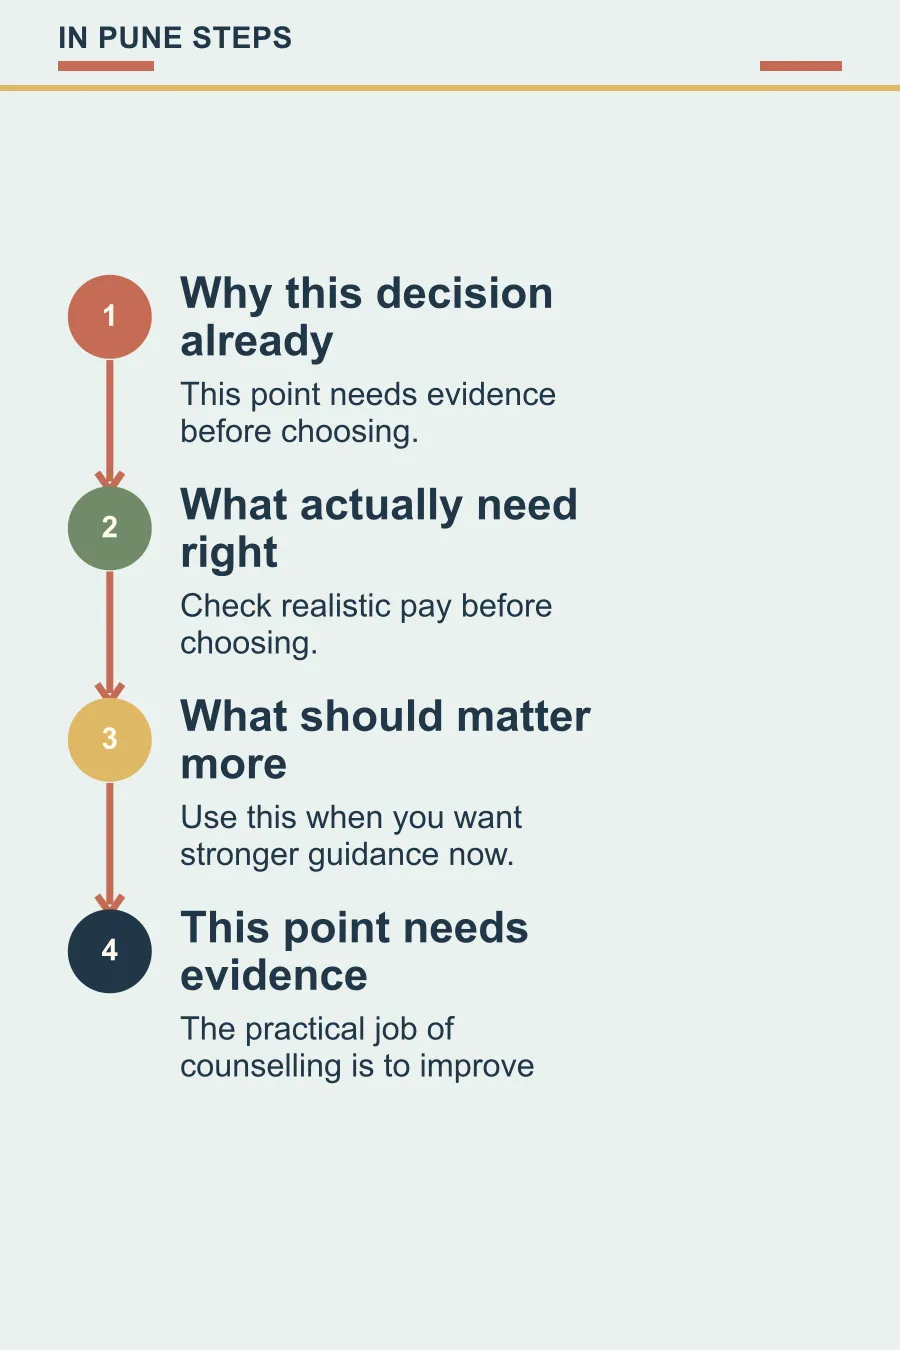 IN PUNE STEPS
1
Why this decision
already
This point needs evidence
before choosing.
2
What actually need
right
Check realistic pay before
choosing.
3
What should matter
more
Use this when you want
stronger guidance now.
4
This point needs
evidence
The practical job of
counselling is to improve